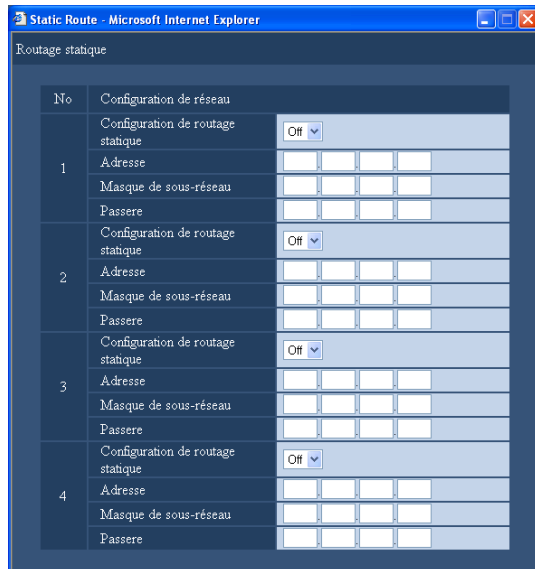 Static Route - Microsoft Internet Explorer
Routage statique
No Configuration de réseau
1
Configuration de routage statique Off
Adresse . . .
Masque de sous-réseau . . .
Passere . . .
2
Configuration de routage statique Off
Adresse . . .
Masque de sous-réseau . . .
Passere . . .
3
Configuration de routage statique Off
Adresse . . .
Masque de sous-réseau . . .
Passere . . .
4
Configuration de routage statique Off
Adresse . . .
Masque de sous-réseau . . .
Passere . . .